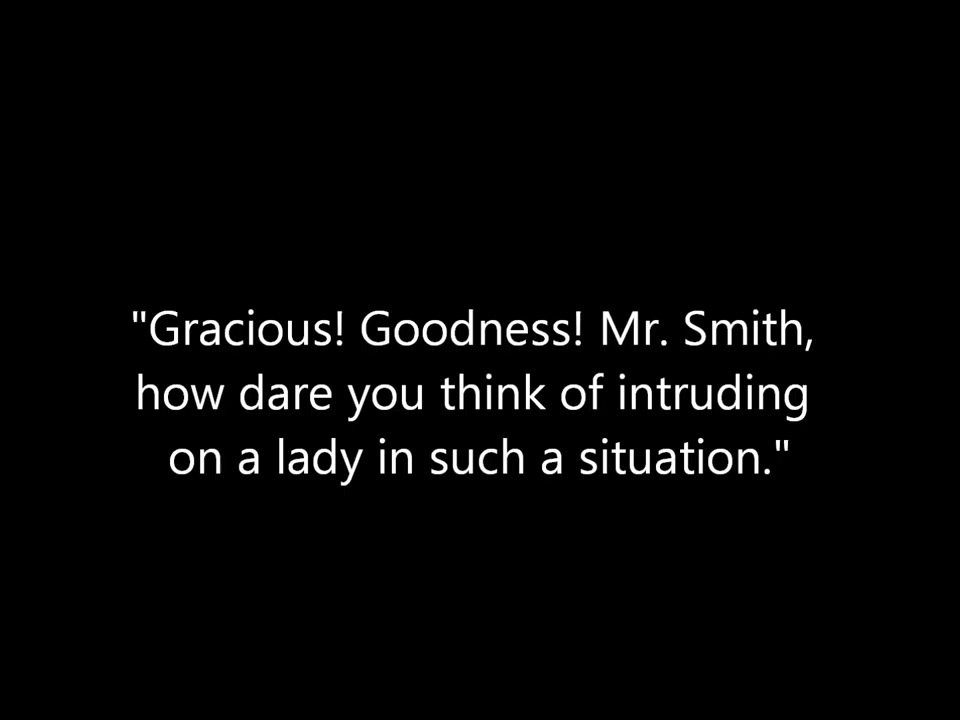 "Gracious! Goodness! Mr. Smith,
how dare you think of intruding
on a lady in such a situation."